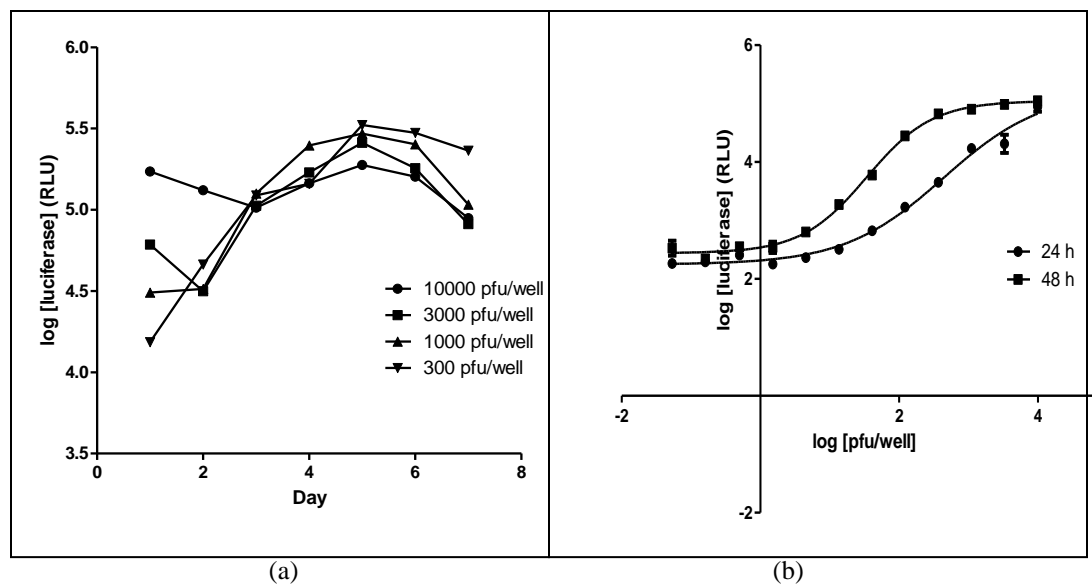 6.0
5.5
5.0
4.5
4.0
3.5
0
2
4
6
8
log [luciferase] (RLU)
Day
10000 pfu/well
3000 pfu/well
1000 pfu/well
300 pfu/well
(a)
6
4
2
-2
-2
2
4
log [luciferase] (RLU)
log [pfu/well]
24 h
48 h
(b)